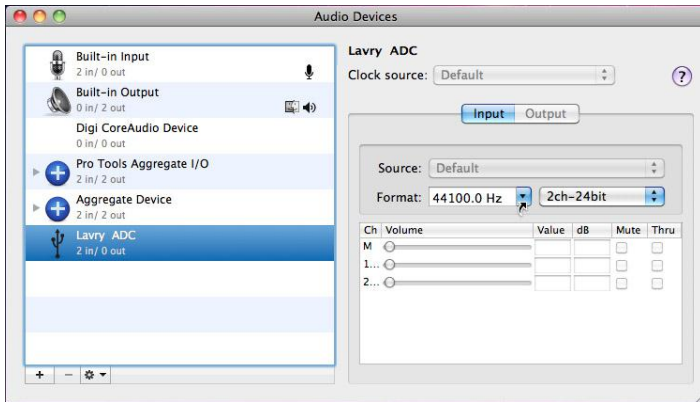 Audio Devices
Built-in Input
2 in/ 0 out
Built-in Output
0 in/ 2 out
Digi CoreAudio Device
0 in/ 0 out
Pro Tools Aggregate I/O
2 in/ 2 out
Aggregate Device
2 in/ 2 out
Lavry ADC
2 in/ 0 out
Lavry ADC
Clock source: Default
?
Input Output
Source: Default
Format: 44100.0 Hz 2ch-24bit
Ch Volume Value dB Mute Thru
M
1...
2...